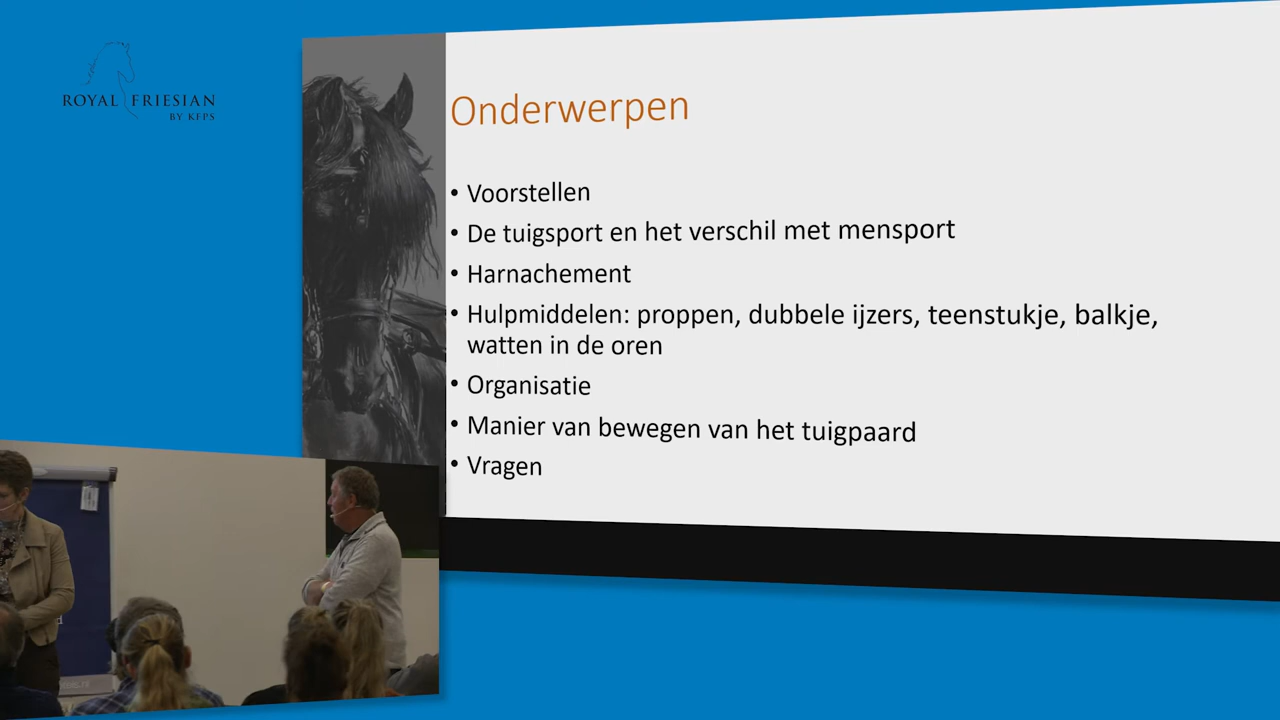 ROYAL FRIESIAN
BY KFPS
Onderwerpen
• Voorstellen
• De tuigsport en het verschil met mensport
• Harnachement
• Hulpmiddelen: proppen, dubbele ijzers, teenstukje, balkje,
watten in de oren
• Organisatie
• Manier van bewegen van het tuigpaard
• Vragen